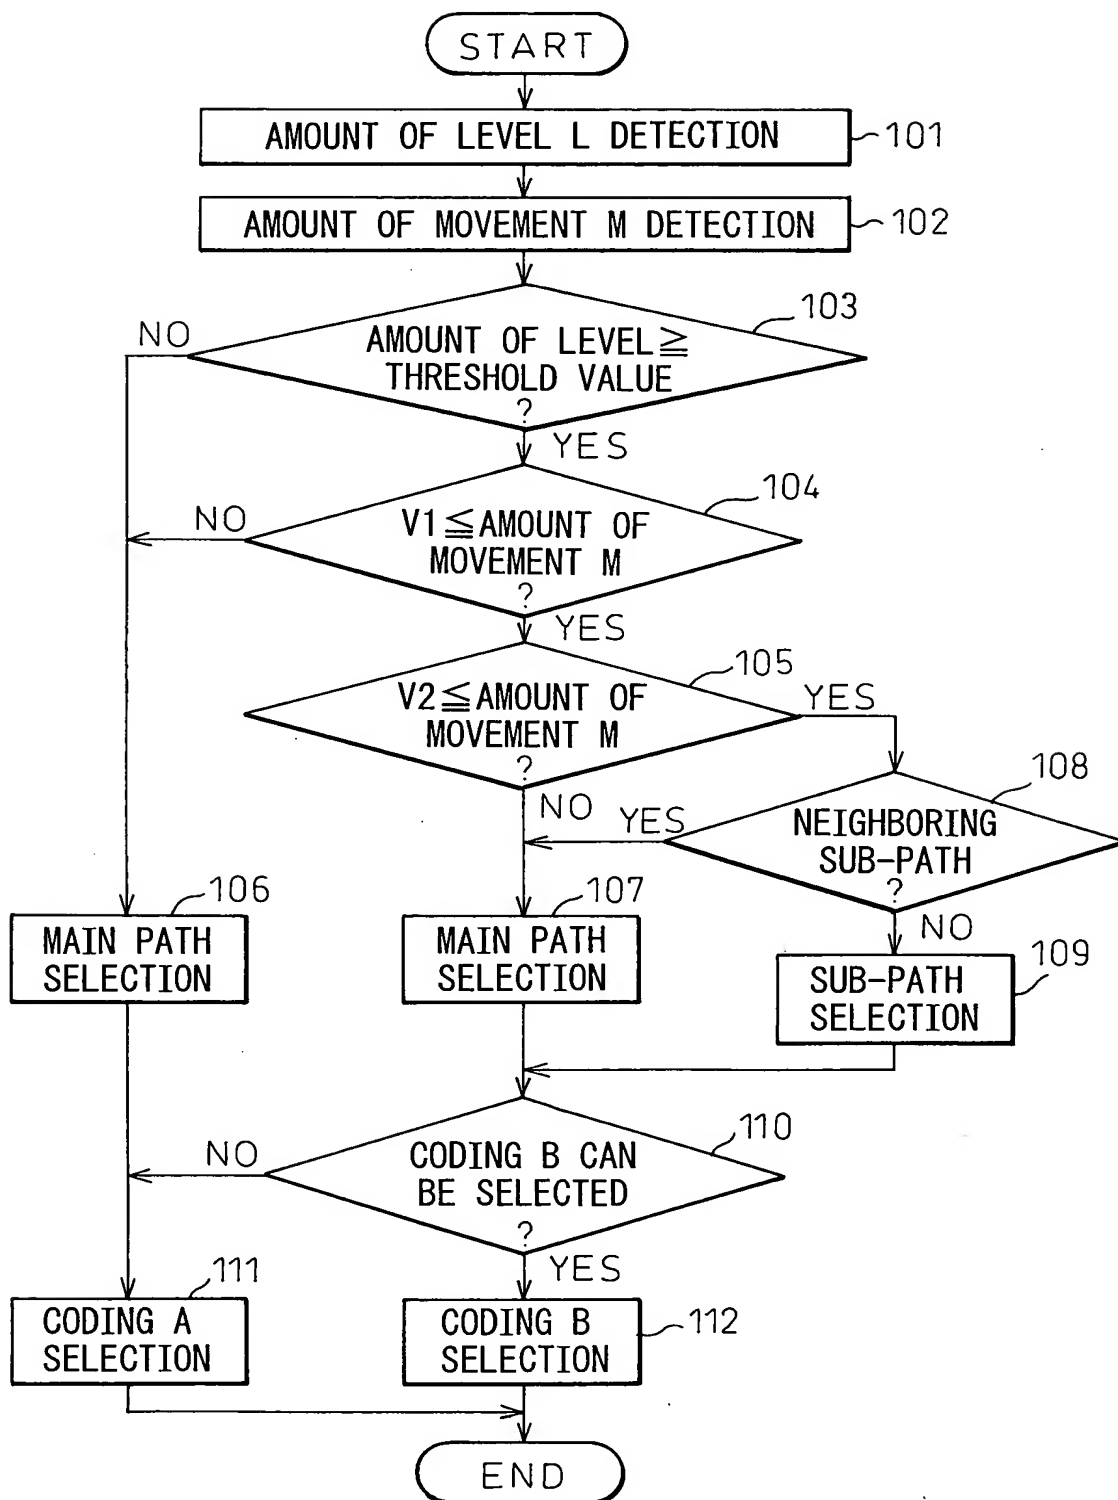 START
AMOUNT OF LEVEL L DETECTION
101
AMOUNT OF MOVEMENT M DETECTION
102
103
NO
AMOUNT OF LEVEL≧
THRESHOLD VALUE
?
YES
104
NO
V1≦AMOUNT OF
MOVEMENT M
?
YES
105
V2≦AMOUNT OF
MOVEMENT M
?
YES
NO
108
YES
NEIGHBORING
SUB-PATH
?
NO
106
MAIN PATH
SELECTION
107
MAIN PATH
SELECTION
109
SUB-PATH
SELECTION
110
NO
CODING B CAN
BE SELECTED
?
YES
111
CODING A
SELECTION
CODING B
SELECTION
112
END